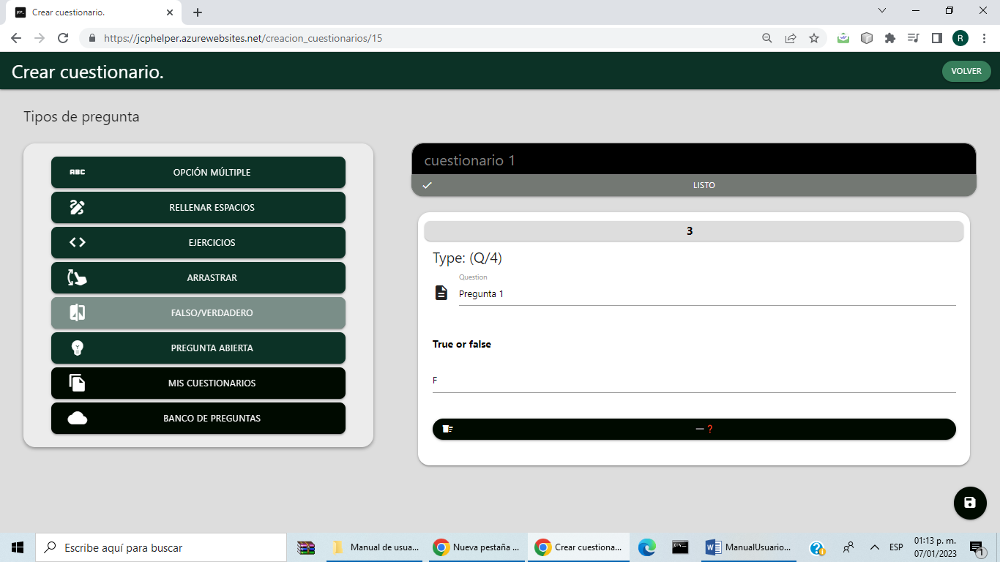 Crear cuestionario.
https://jcphelper.azurewebsites.net/creacion_cuestionarios/15
R
Crear cuestionario.
VOLVER
Tipos de pregunta
ABC OPCIÓN MÚLTIPLE
RELLENAR ESPACIOS
EJERCICIOS
ARRASTRAR
FALSO/VERDADERO
PREGUNTA ABIERTA
MIS CUESTIONARIOS
BANCO DE PREGUNTAS
cuestionario 1
LISTO
3
Type: (Q/4)
Question
Pregunta 1
True or false
F
— ?
Escribe aquí para buscar
Manual de usua...
Nueva pestaña ...
Crear cuestiona...
ManualUsuario...
ESP
01:13 p. m.
07/01/2023
1